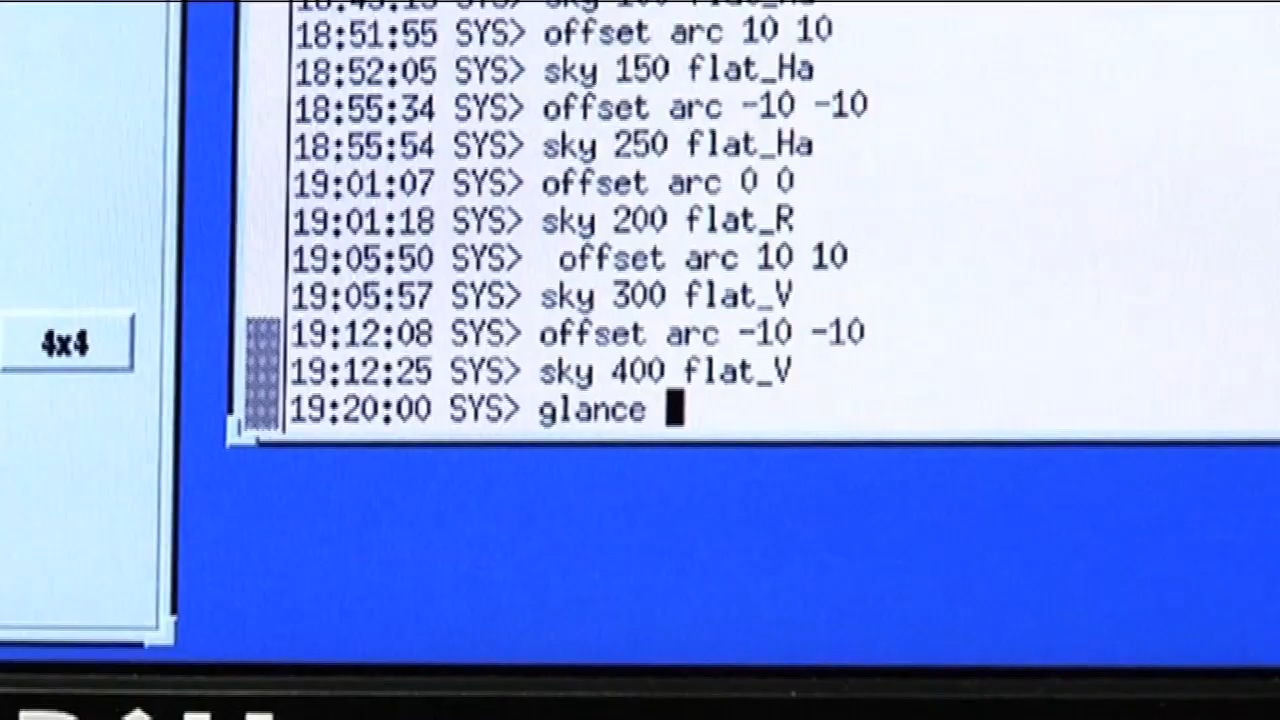 18:51:55 SYS> offset arc 10 10
18:52:05 SYS> sky 150 flat_Ha
18:55:34 SYS> offset arc -10 -10
18:55:54 SYS> sky 250 flat_Ha
19:01:07 SYS> offset arc 0 0
19:01:18 SYS> sky 200 flat_R
19:05:50 SYS>  offset arc 10 10
19:05:57 SYS> sky 300 flat_V
19:12:08 SYS> offset arc -10 -10
19:12:25 SYS> sky 400 flat_V
19:20:00 SYS> glance
4x4